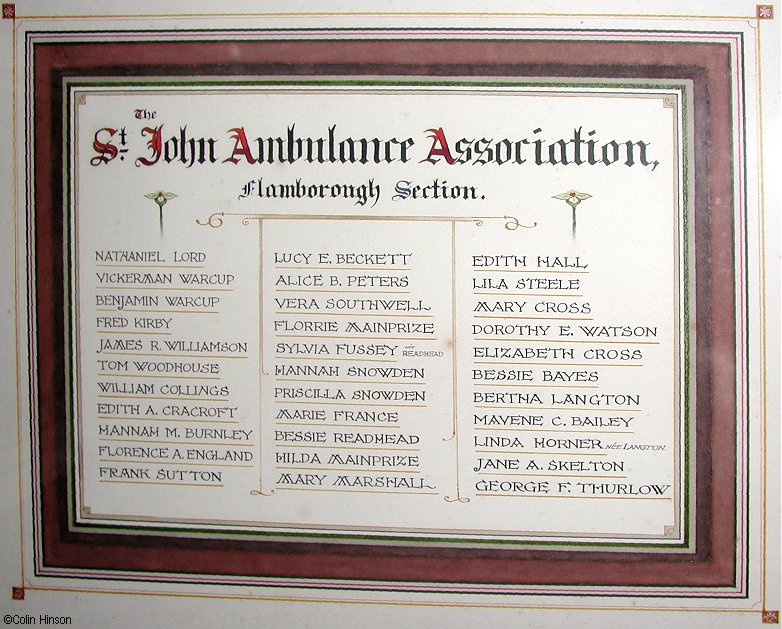 The
St. John Ambulance Association,
Flamborough Section.
NATHANIEL LORD
VICKERMAN WARCUP
BENJAMIN WARCUP
FRED KIRBY
JAMES R. WILLIAMSON
TOM WOODHOUSE
WILLIAM COLLINGS
EDITH A. CRACROFT
HANNAH M. BURNLEY
FLORENCE A. ENGLAND
FRANK SUTTON
LUCY E. BECKETT
ALICE B. PETERS
VERA SOUTHWELL
FLORRIE MAINPRIZE
SYLVIA FUSSEY née READHEAD
HANNAH SNOWDEN
PRISCILLA SNOWDEN
MARIE FRANCE
BESSIE READHEAD
HILDA MAINPRIZE
MARY MARSHALL
EDITH HALL
LILA STEELE
MARY CROSS
DOROTHY E. WATSON
ELIZABETH CROSS
BESSIE BAYES
BERTHA LANGTON
MAVENE C. BAILEY
LINDA HORNER NÉE LANGTON
JANE A. SKELTON
GEORGE F. THURLOW
©Colin Hinson